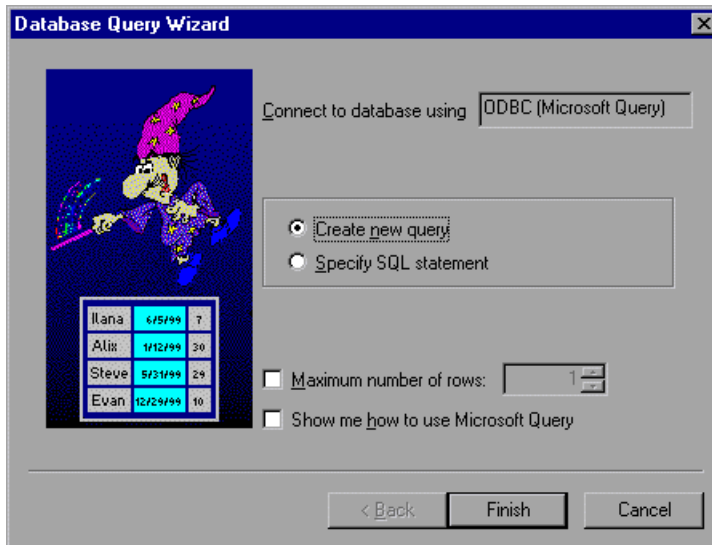 Database Query Wizard
Connect to database using ODBC (Microsoft Query)
Create new query
Specify SQL statement
Ilana 6/5/99 7
Alix 1/12/99 30
Steve 5/31/99 29
Evan 12/29/99 10
Maximum number of rows: 1
Show me how to use Microsoft Query
< Back Finish Cancel